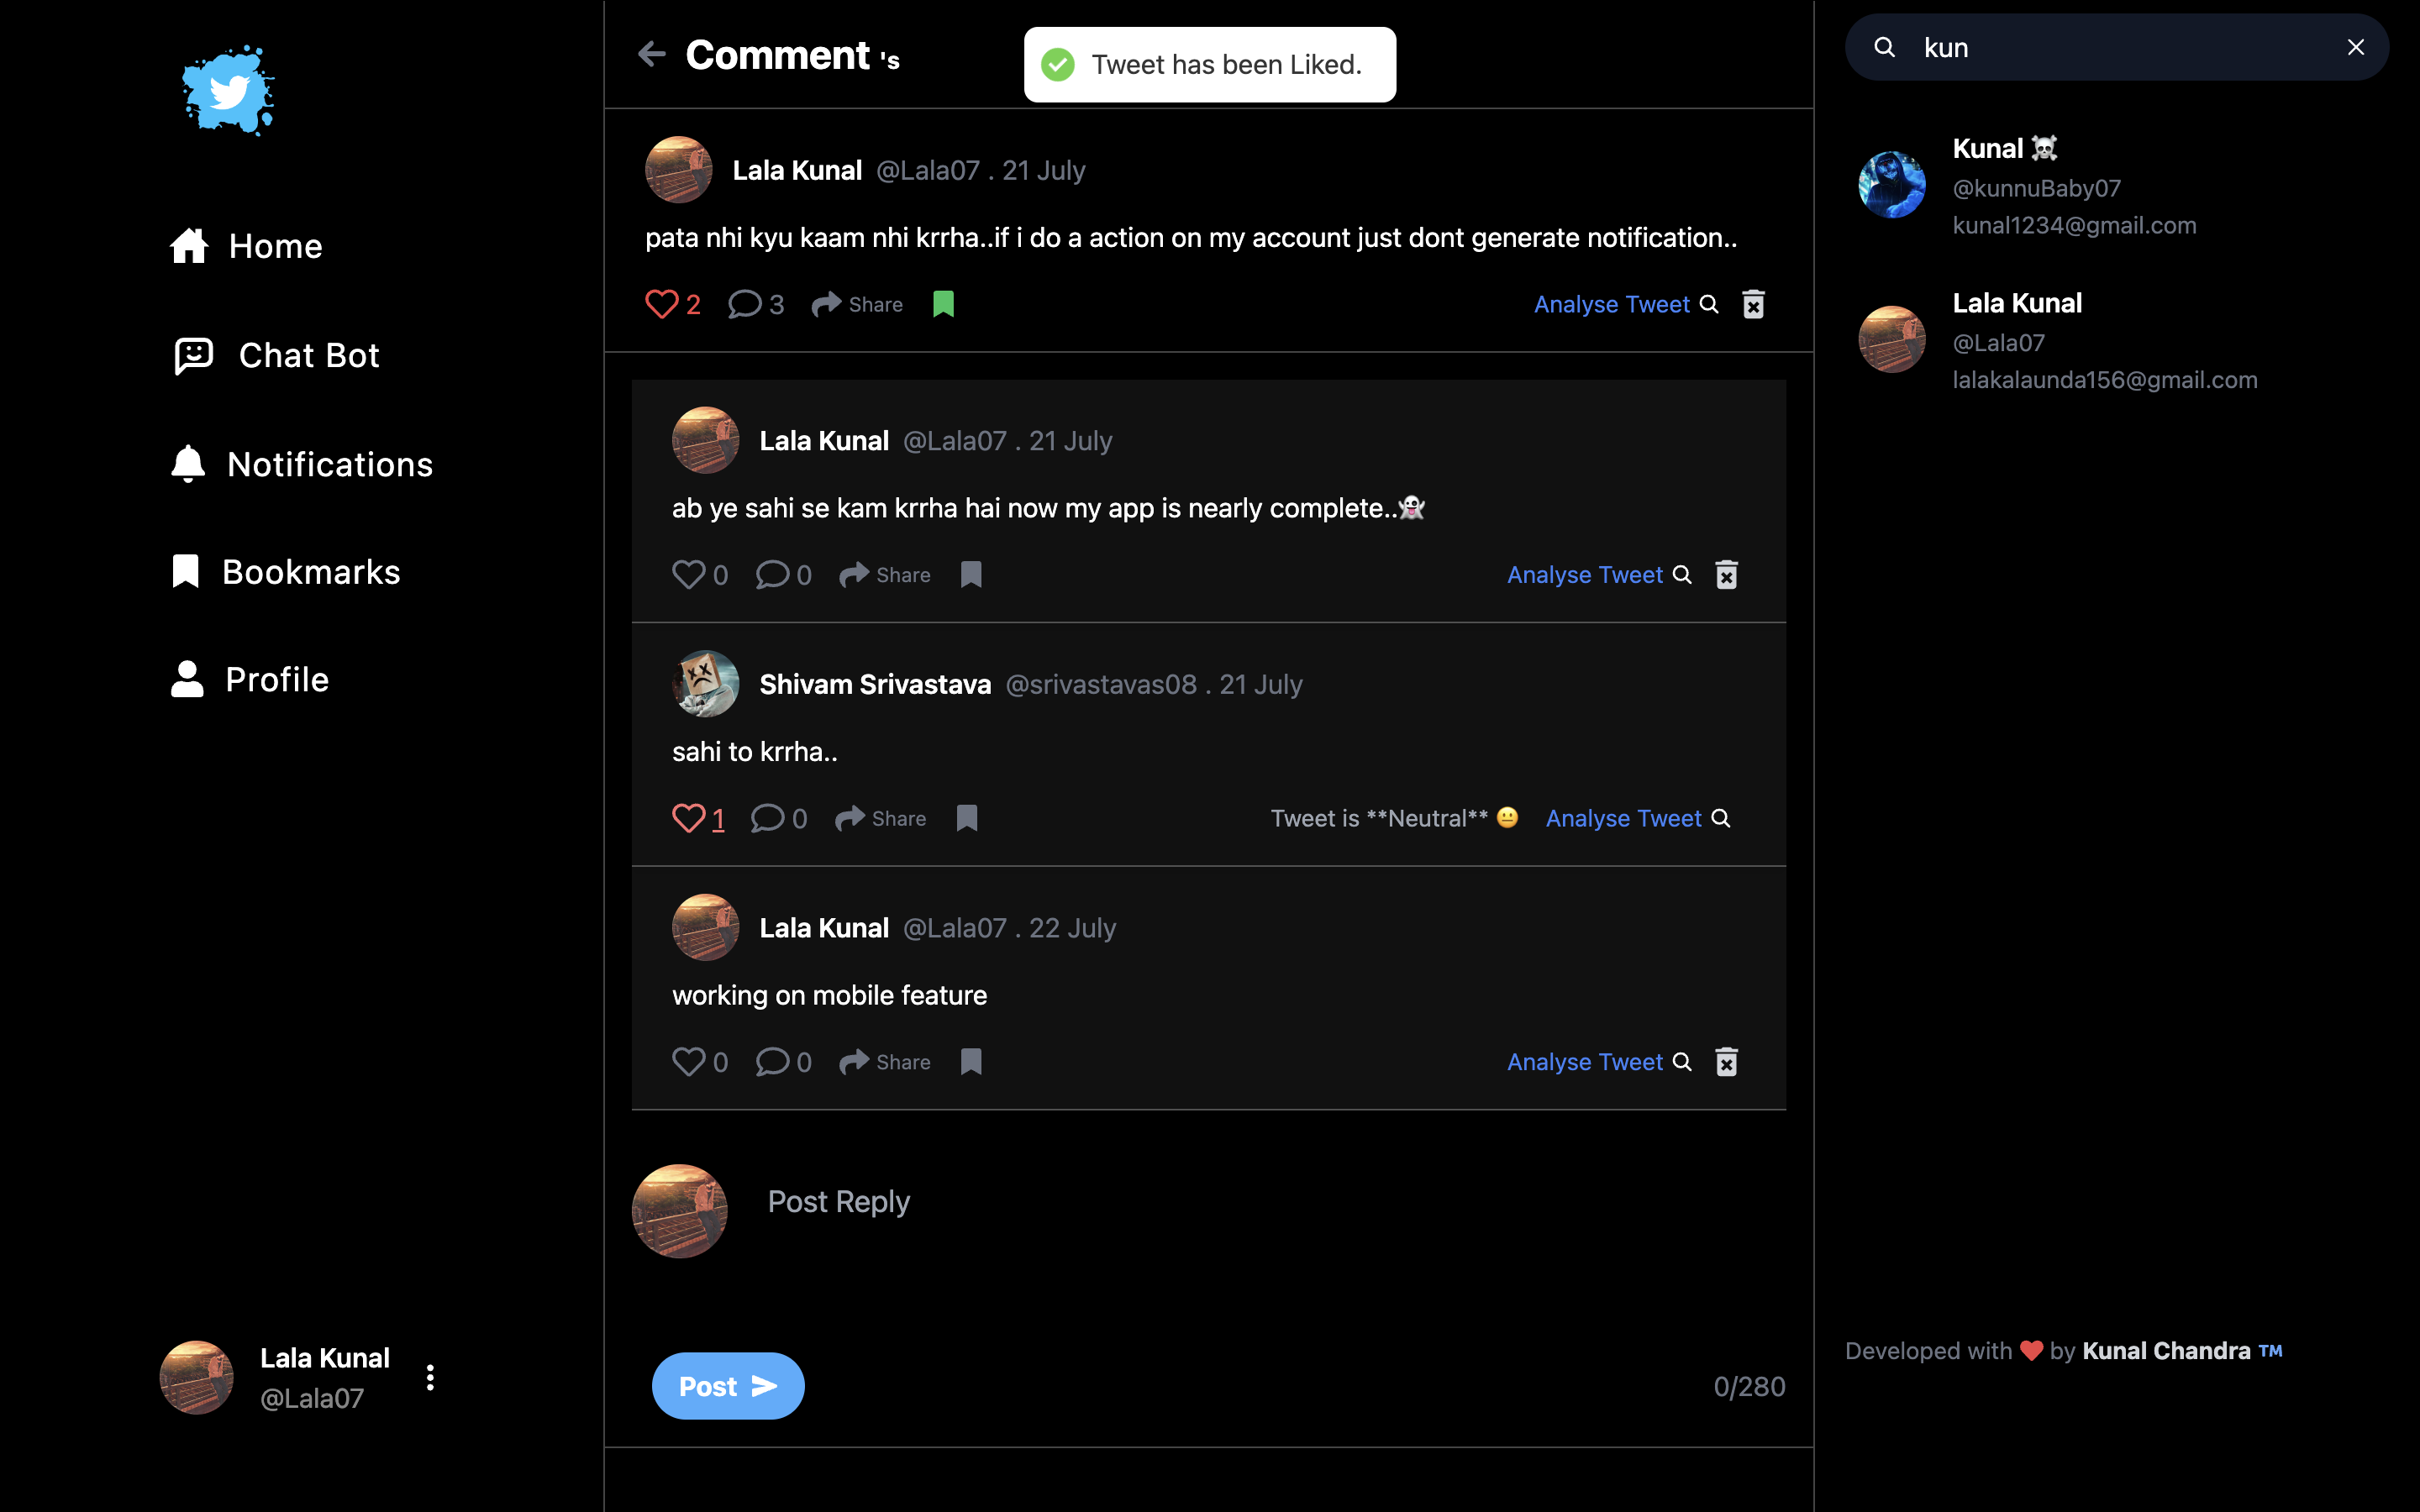 Home
Chat Bot
Notifications
Bookmarks
Profile
Lala Kunal
@Lala07
Comment 's
Tweet has been Liked.
Lala Kunal @Lala07 . 21 July
pata nhi kyu kaam nhi krrha..if i do a action on my account just dont generate notification..
2 3 Share Analyse Tweet
Lala Kunal @Lala07 . 21 July
ab ye sahi se kam krrha hai now my app is nearly complete..👻
0 0 Share Analyse Tweet
Shivam Srivastava @srivastavas08 . 21 July
sahi to krrha..
1 0 Share Tweet is **Neutral** 😐 Analyse Tweet
Lala Kunal @Lala07 . 22 July
working on mobile feature
0 0 Share Analyse Tweet
Post Reply
Post 0/280
kun
Kunal ☠️
@kunnuBaby07
kunal1234@gmail.com
Lala Kunal
@Lala07
lalakalaunda156@gmail.com
Developed with ❤️ by Kunal Chandra TM